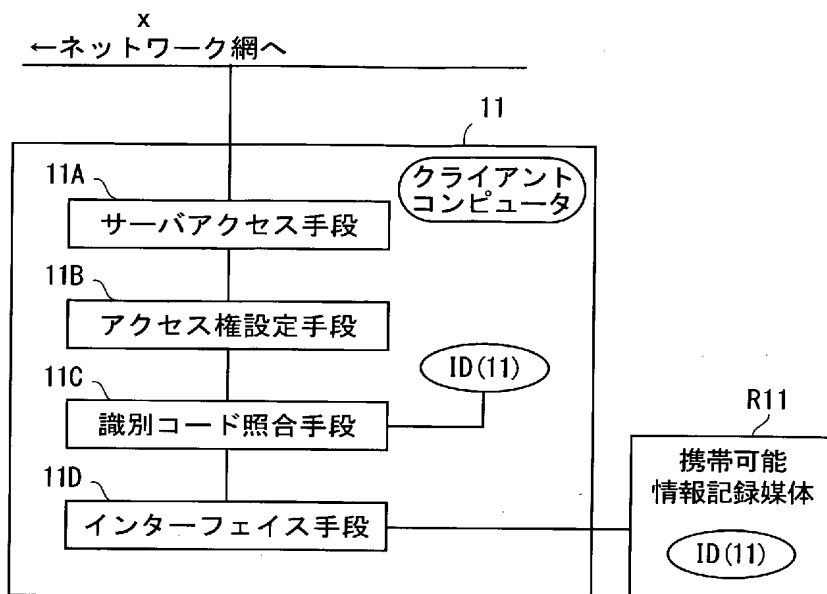 x
←ネットワーク網へ
11
クライアント
コンピュータ
11A
サーバアクセス手段
11B
アクセス権設定手段
11C
識別コード照合手段
ID(11)
11D
インターフェイス手段
R11
携帯可能
情報記録媒体
ID(11)